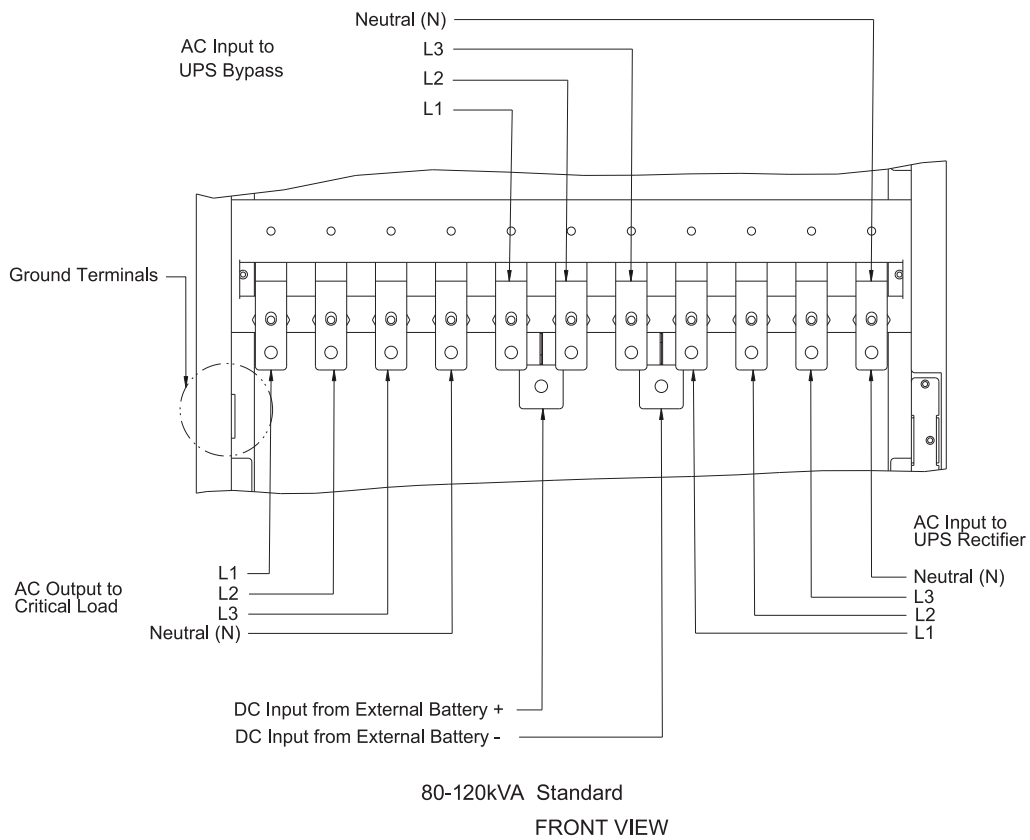 Neutral (N)
AC Input to
UPS Bypass
L3
L2
L1
Ground Terminals
AC Input to
UPS Rectifier
Neutral (N)
L3
L2
L1
AC Output to
Critical Load
L1
L2
L3
Neutral (N)
DC Input from External Battery +
DC Input from External Battery -
80-120kVA Standard
FRONT VIEW